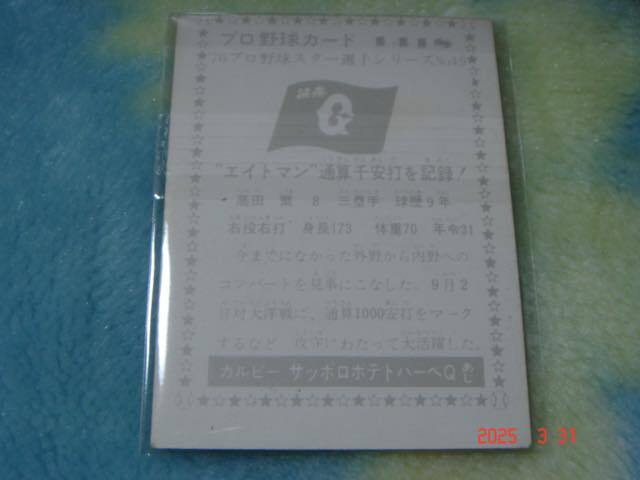 プロ野球カード
76プロ野球スター選手シリーズNo.
G
"エイトマン"通算千安打を記録!
高田 繁 8 三塁手 球歴9年
右投右打 身長173 体重70 年令31
今までになかった外野から内野への
コンバートを見事にこなした。9月2
日対大洋戦に、通算1000安打をマーク
するなど 攻守にわたって大活躍した。
カルビー サッポロポテトバーベQあじ
2025 3 31